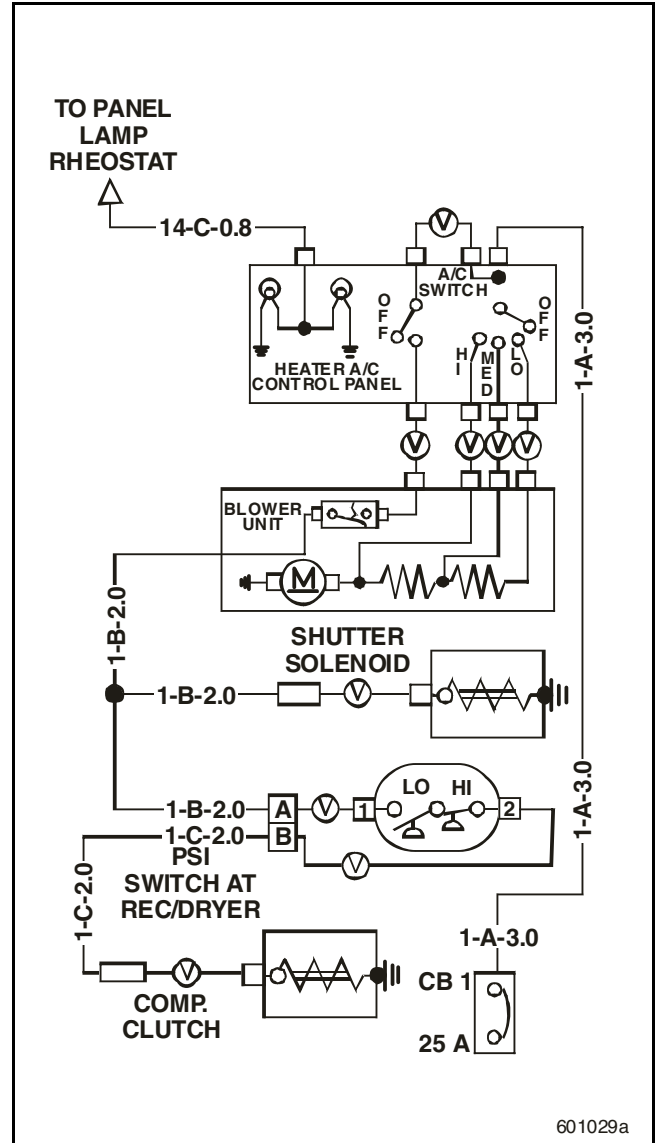 TO PANEL
LAMP
RHEOSTAT
14-C-0.8
V
A/C
SWITCH
OFF
OFF
HI
MED
LO
HEATER A/C
CONTROL PANEL
1-A-3.0
V
V
V
V
BLOWER
UNIT
M
1-B-2.0
SHUTTER
SOLENOID
1-B-2.0
V
1-A-3.0
LO HI
1-B-2.0 A V 1 2
1-C-2.0 B
V
PSI
SWITCH AT
REC/DRYER
1-C-2.0
1-A-3.0
V
COMP.
CLUTCH
CB 1
25 A
601029a